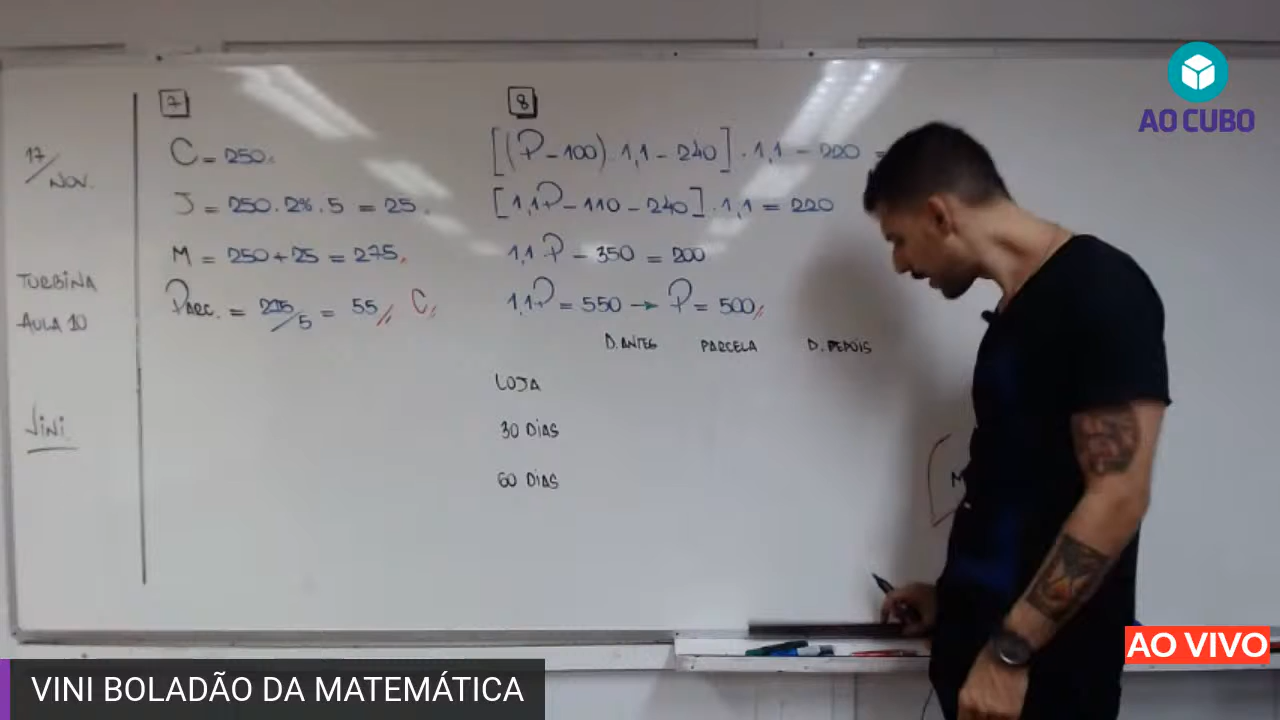 17/NOV.
TURBINA
AULA 10
Vini
7
C = 250.
J = 250 . 2% . 5 = 25.
M = 250 + 25 = 275.
PARC. = 275/5 = 55 // C.
8
[(P - 100) . 1,1 - 240] . 1,1 - 220 =
[1,1P - 110 - 240] . 1,1 = 220
1,1P - 350 = 200
1,1P = 550 → P = 500 //
D. ANTES PARCELA D. DEPOIS
LOJA
30 DIAS
60 DIAS
M
AO CUBO
AO VIVO
VINI BOLADÃO DA MATEMÁTICA